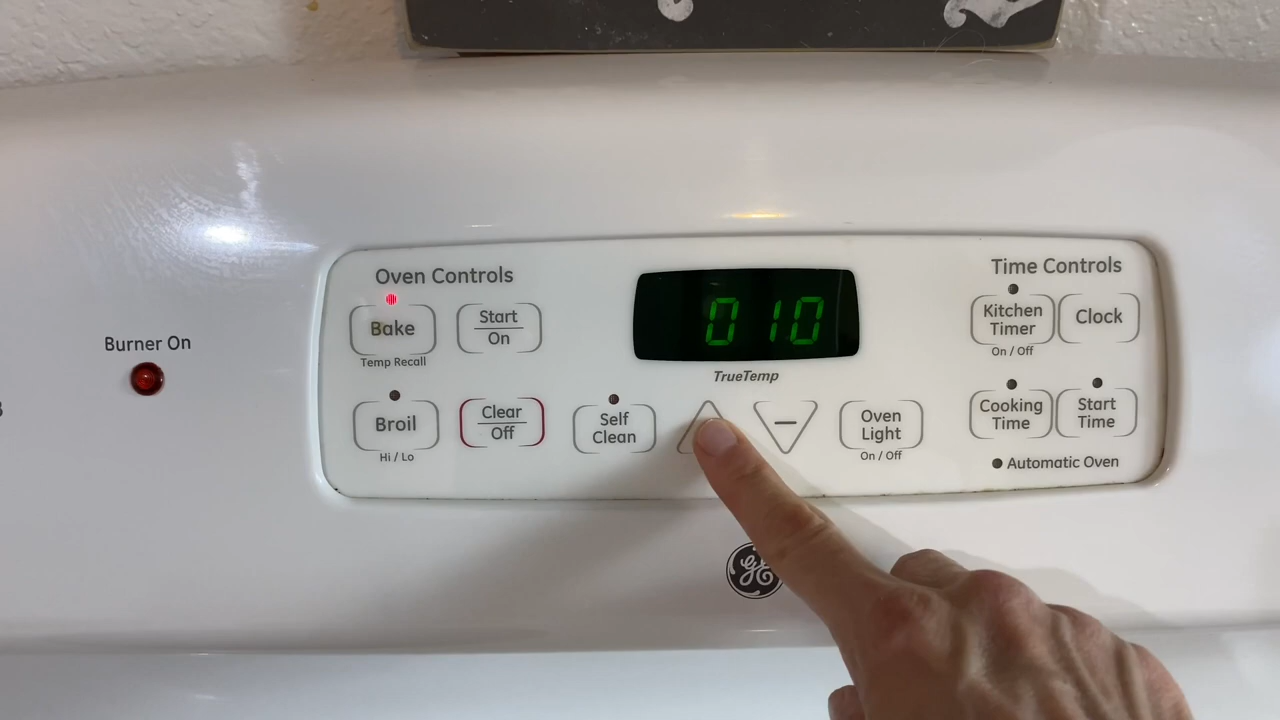 Oven Controls
Time Controls
Bake
Start
On
010
Kitchen
Timer
Clock
Burner On
Temp Recall
On / Off
TrueTemp
Broil
Clear
Off
Self
Clean
−
Oven
Light
Cooking
Time
Start
Time
Hi / Lo
On / Off
Automatic Oven
GE